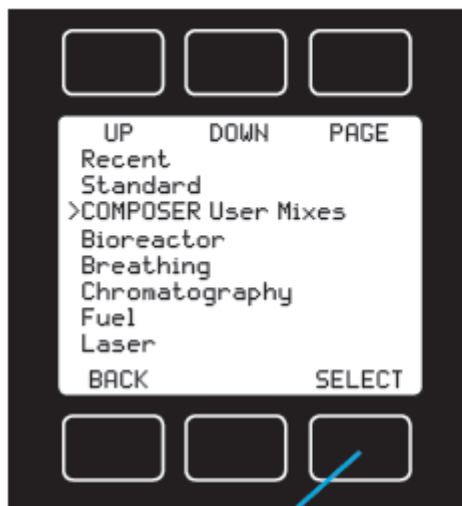 UP DOWN PAGE
Recent
Standard
>COMPOSER User Mixes
Bioreactor
Breathing
Chromatography
Fuel
Laser
BACK SELECT